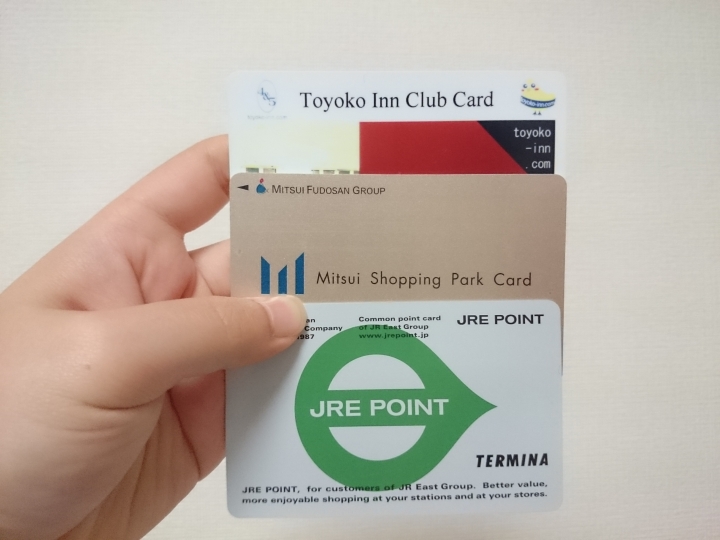 Toyoko Inn Club Card
toyoko
-inn
.com
MITSUI FUDOSAN GROUP
Mitsui Shopping Park Card
Company
987
Common point card
of JR East Group
www.jrepoint.jp
JRE POINT
JRE POINT
TERMINA
JRE POINT, for customers of JR East Group. Better value,
more enjoyable shopping at your stations and at your stores.